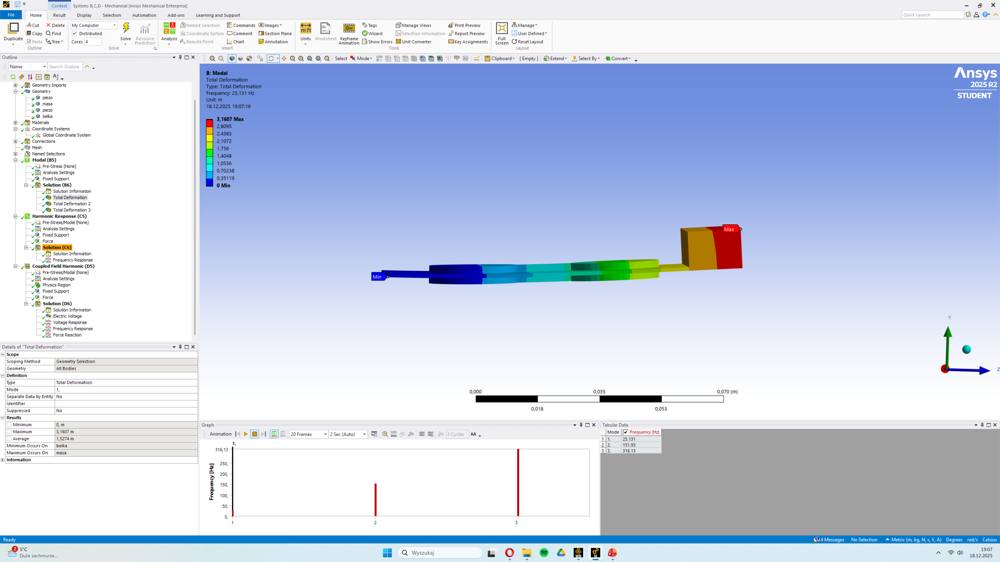 Context
Systems B,C,D - Mechanical [Ansys Mechanical Enterprise]
File
Home
Result
Display
Selection
Automation
Add-ons
Learning and Support
Quick Launch
Duplicate
Cut
Copy
Paste
Delete
Find
Tree
Outline
My Computer
Distributed
Cores 4
Solve
Resource Prediction
Solve
Analysis
Named Selection
Coordinate System
Remote Point
Commands
Comment
Chart
Images
Section Plane
Annotation
Insert
Units
Worksheet
Keyframe Animation
Tags
Wizard
Show Errors
Manage Views
Selection Information
Unit Converter
Print Preview
Report Preview
Key Assignments
Tools
Full Screen
Manage
User Defined
Reset Layout
Layout
Outline
Name
Search Outline
Select
Mode
Clipboard
[ Empty ]
Extend
Select By
Convert
Geometry Imports
Geometry
piezo
masa
piezo
belka
Materials
Coordinate Systems
Global Coordinate System
Connections
Mesh
Named Selections
Modal (B5)
Pre-Stress (None)
Analysis Settings
Fixed Support
Solution (B6)
Solution Information
Total Deformation
Total Deformation 2
Total Deformation 3
Harmonic Response (C5)
Pre-Stress/Modal (None)
Analysis Settings
Fixed Support
Force
Solution (C6)
Solution Information
Frequency Response
Coupled Field Harmonic (D5)
Pre-Stress/Modal (None)
Analysis Settings
Physics Region
Fixed Support
Force
Solution (D6)
Solution Information
Electric Voltage
Voltage Response
Frequency Response
Force Reaction
B: Modal
Total Deformation
Type: Total Deformation
Frequency: 25,131 Hz
Unit: m
18.12.2025 19:07:16
3,1607 Max
2,8095
2,4583
2,1072
1,756
1,4048
1,0536
0,70238
0,35119
0 Min
Ansys
2025 R2
STUDENT
Max
Min
Y
Z
0,000 0,035 0,070 (m)
0,018 0,053
Details of "Total Deformation"
Scope
Scoping Method Geometry Selection
Geometry All Bodies
Definition
Type Total Deformation
Mode 1,
Separate Data by Entity No
Identifier
Suppressed No
Results
Minimum 0, m
Maximum 3,1607 m
Average 1,5274 m
Minimum Occurs On belka
Maximum Occurs On masa
Information
Graph
Animation
20 Frames
2 Sec (Auto)
3 Cycles
AA
1,
316,13
250,
200,
150,
100,
50,
0,
Frequency [Hz]
1 2 3
Tabular Data
Mode Frequency [Hz]
1 1, 25,131
2 2, 151,93
3 3, 316,13
Ready
4 Messages
No Selection
Metric (m, kg, N, s, V, A)
Degrees
rad/s
Celsius
2
5°C
Duże zachmurze...
Wyszukaj
WB
M
P
19:07
18.12.2025